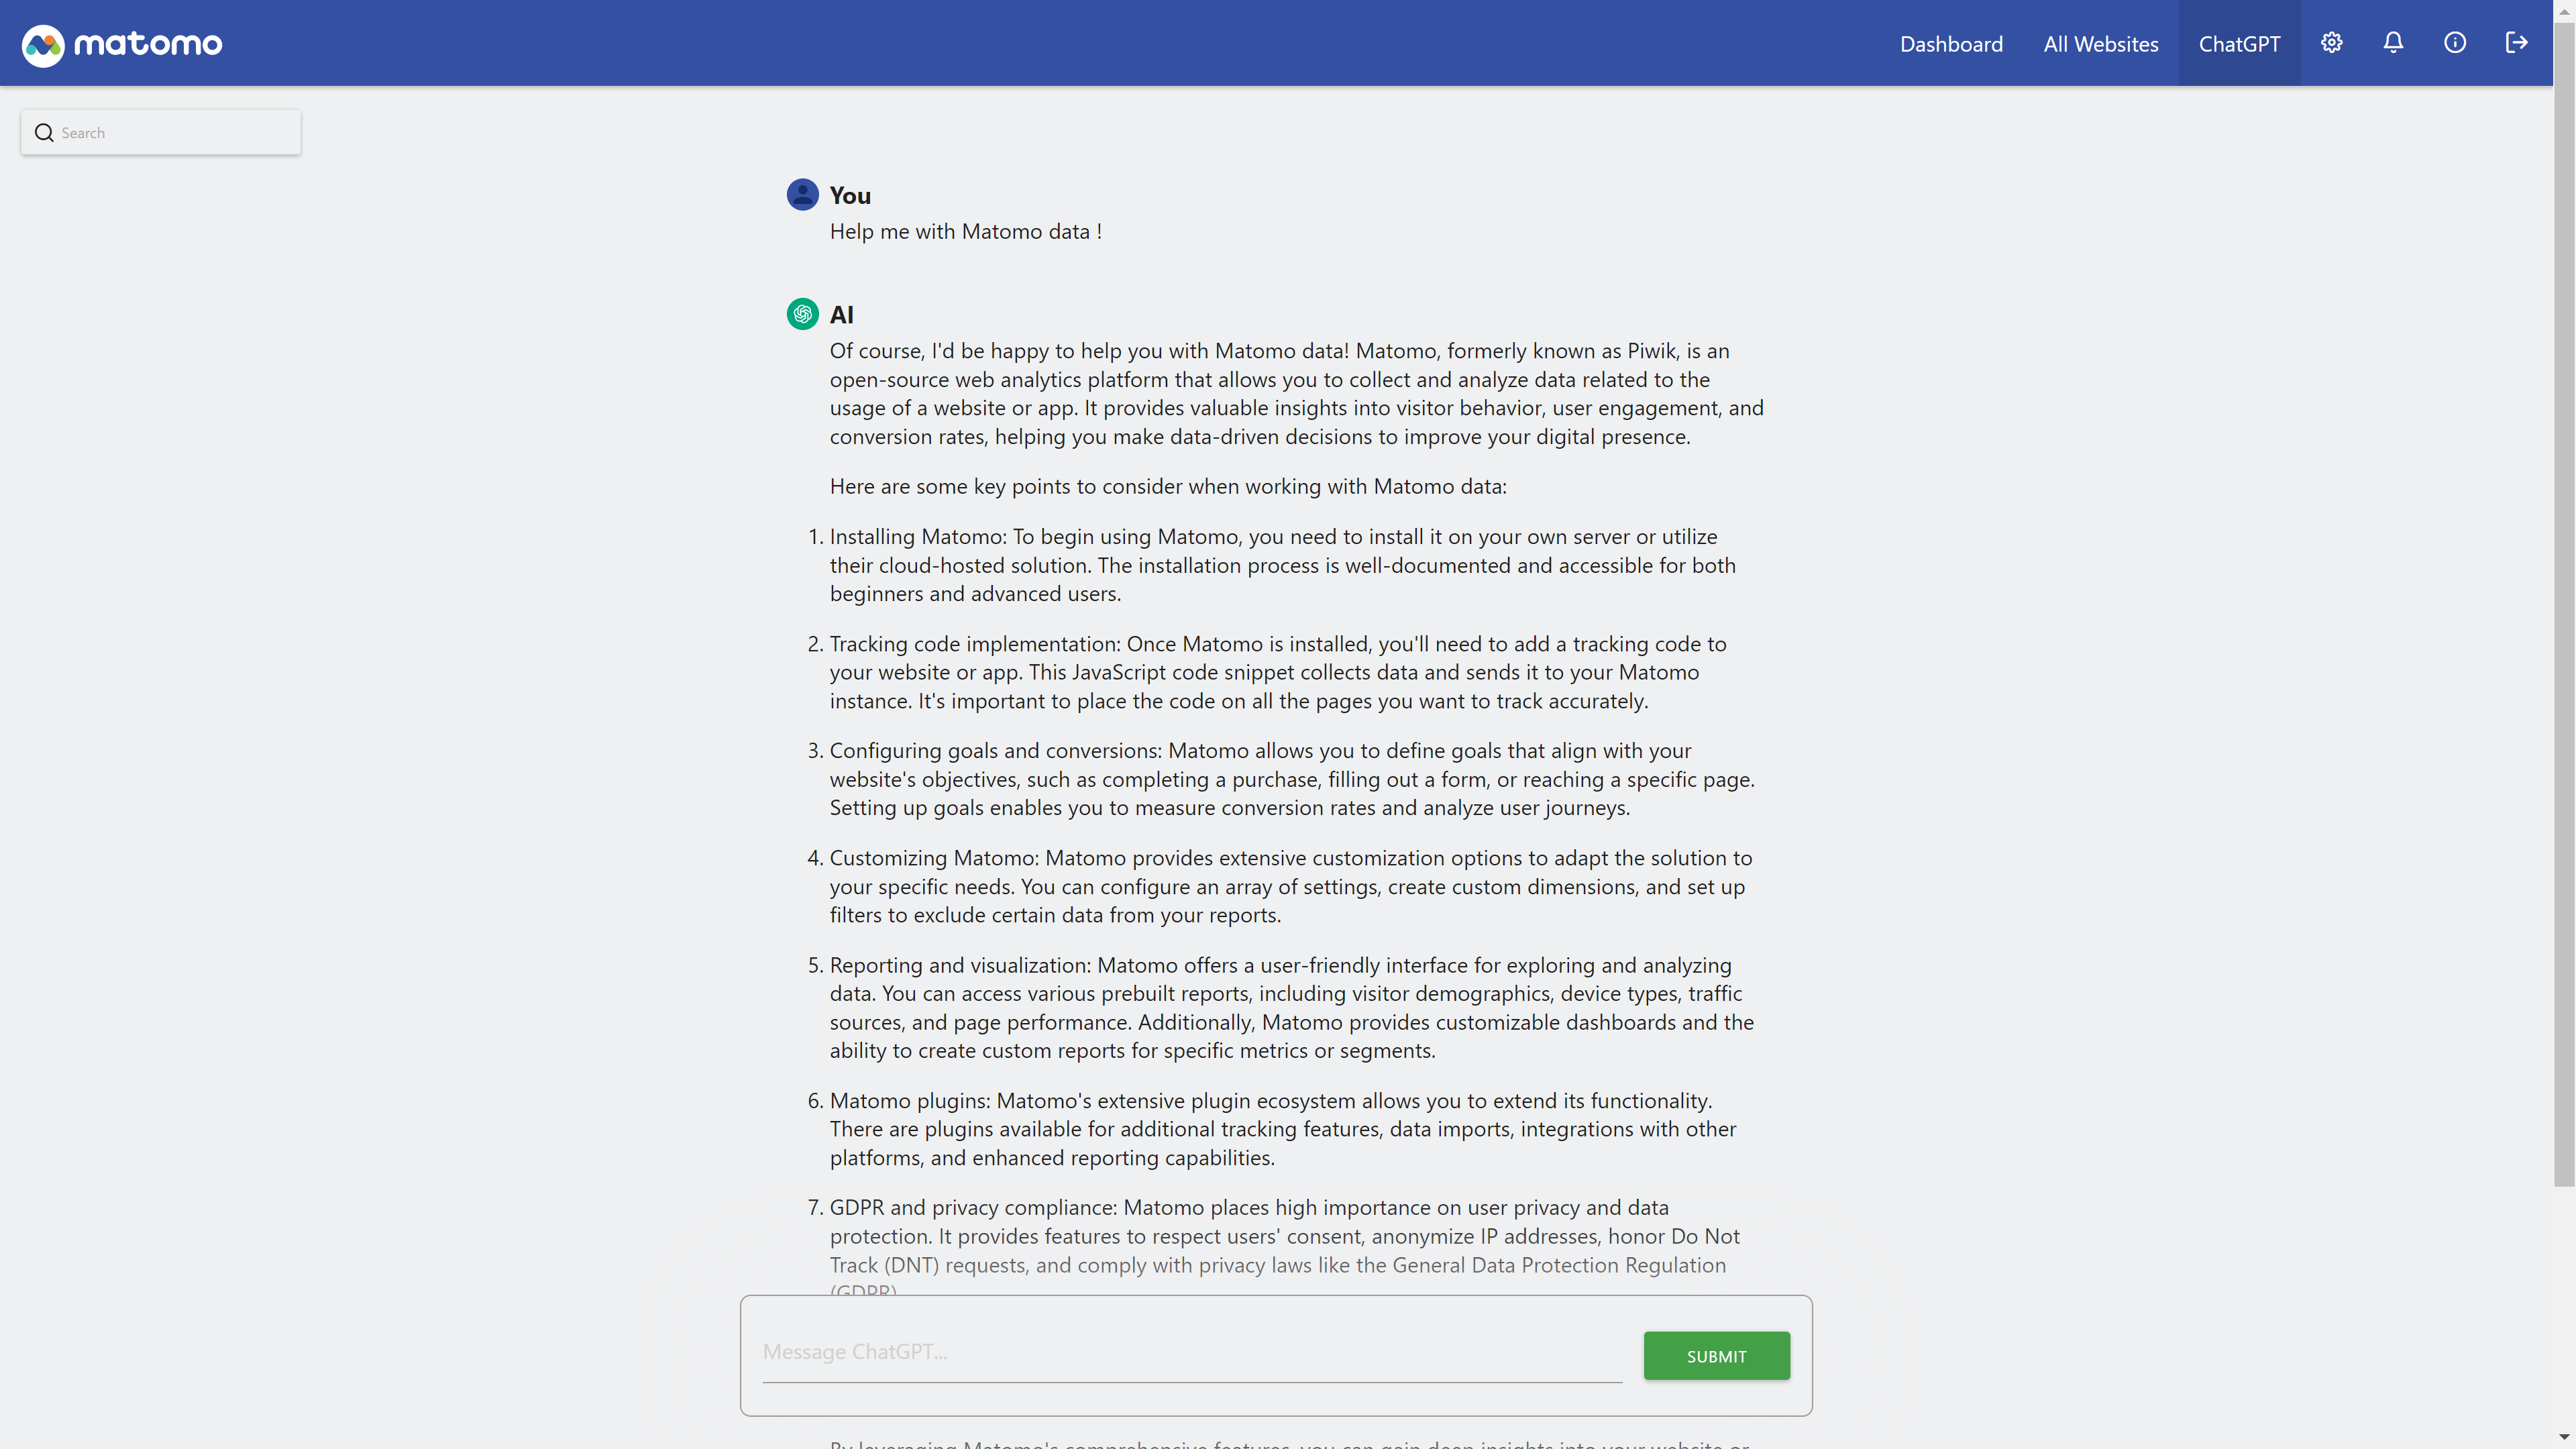 matomo
Dashboard
All Websites
ChatGPT
Search
You
Help me with Matomo data !
AI
Of course, I'd be happy to help you with Matomo data! Matomo, formerly known as Piwik, is an
open-source web analytics platform that allows you to collect and analyze data related to the
usage of a website or app. It provides valuable insights into visitor behavior, user engagement, and
conversion rates, helping you make data-driven decisions to improve your digital presence.
Here are some key points to consider when working with Matomo data:
1. Installing Matomo: To begin using Matomo, you need to install it on your own server or utilize
their cloud-hosted solution. The installation process is well-documented and accessible for both
beginners and advanced users.
2. Tracking code implementation: Once Matomo is installed, you'll need to add a tracking code to
your website or app. This JavaScript code snippet collects data and sends it to your Matomo
instance. It's important to place the code on all the pages you want to track accurately.
3. Configuring goals and conversions: Matomo allows you to define goals that align with your
website's objectives, such as completing a purchase, filling out a form, or reaching a specific page.
Setting up goals enables you to measure conversion rates and analyze user journeys.
4. Customizing Matomo: Matomo provides extensive customization options to adapt the solution to
your specific needs. You can configure an array of settings, create custom dimensions, and set up
filters to exclude certain data from your reports.
5. Reporting and visualization: Matomo offers a user-friendly interface for exploring and analyzing
data. You can access various prebuilt reports, including visitor demographics, device types, traffic
sources, and page performance. Additionally, Matomo provides customizable dashboards and the
ability to create custom reports for specific metrics or segments.
6. Matomo plugins: Matomo's extensive plugin ecosystem allows you to extend its functionality.
There are plugins available for additional tracking features, data imports, integrations with other
platforms, and enhanced reporting capabilities.
7. GDPR and privacy compliance: Matomo places high importance on user privacy and data
protection. It provides features to respect users' consent, anonymize IP addresses, honor Do Not
Track (DNT) requests, and comply with privacy laws like the General Data Protection Regulation
(GDPR)
Message ChatGPT...
SUBMIT
By leveraging Matomo's comprehensive features, you can gain deep insights into your website or